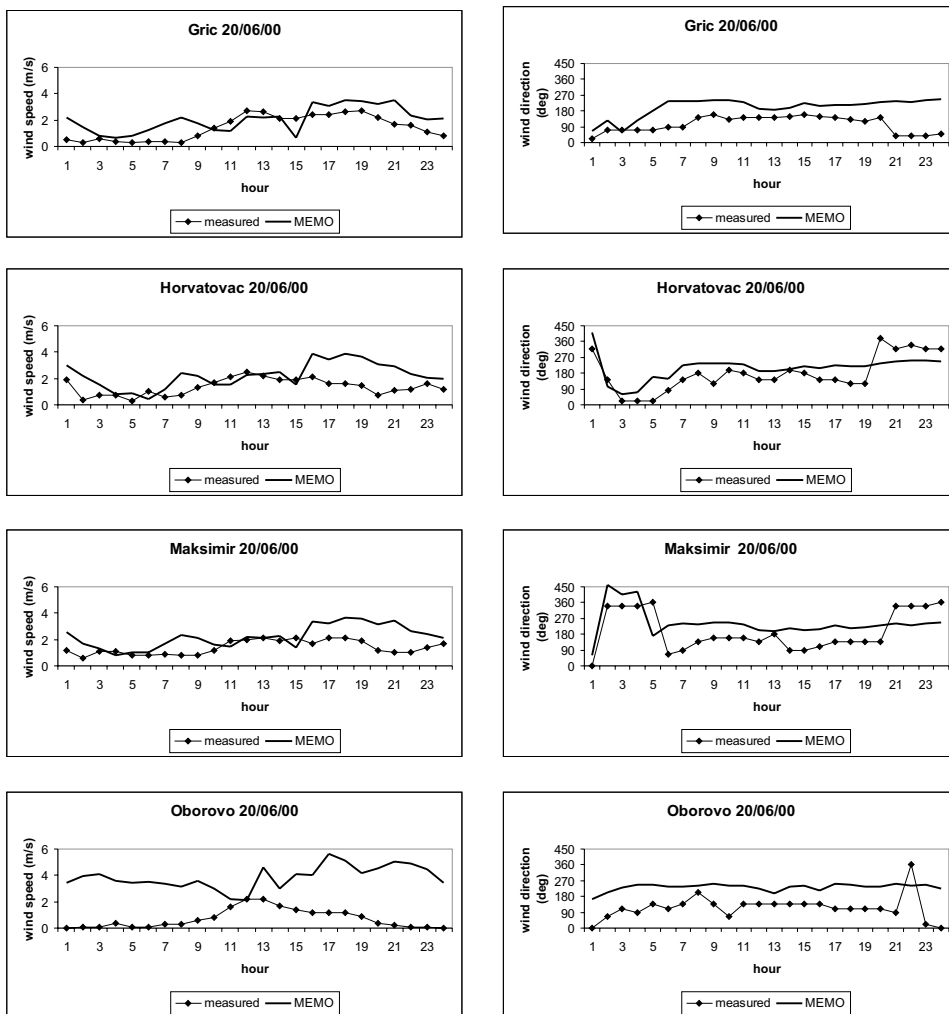 Gric 20/06/00
wind speed (m/s)
6
4
2
0
1 3 5 7 9 11 13 15 17 19 21 23
hour
measured MEMO
Gric 20/06/00
wind direction
(deg)
450
360
270
180
90
0
1 3 5 7 9 11 13 15 17 19 21 23
hour
measured MEMO
Horvatovac 20/06/00
wind speed (m/s)
6
4
2
0
1 3 5 7 9 11 13 15 17 19 21 23
hour
measured MEMO
Horvatovac 20/06/00
wind direction
(deg)
450
360
270
180
90
0
1 3 5 7 9 11 13 15 17 19 21 23
hour
measured MEMO
Maksimir 20/06/00
wind speed (m/s)
6
4
2
0
1 3 5 7 9 11 13 15 17 19 21 23
hour
measured MEMO
Maksimir 20/06/00
wind direction
(deg)
450
360
270
180
90
0
1 3 5 7 9 11 13 15 17 19 21 23
hour
measured MEMO
Oborovo 20/06/00
wind speed (m/s)
6
4
2
0
1 3 5 7 9 11 13 15 17 19 21 23
hour
measured MEMO
Oborovo 20/06/00
wind direction
(deg)
450
360
270
180
90
0
1 3 5 7 9 11 13 15 17 19 21 23
hour
measured MEMO